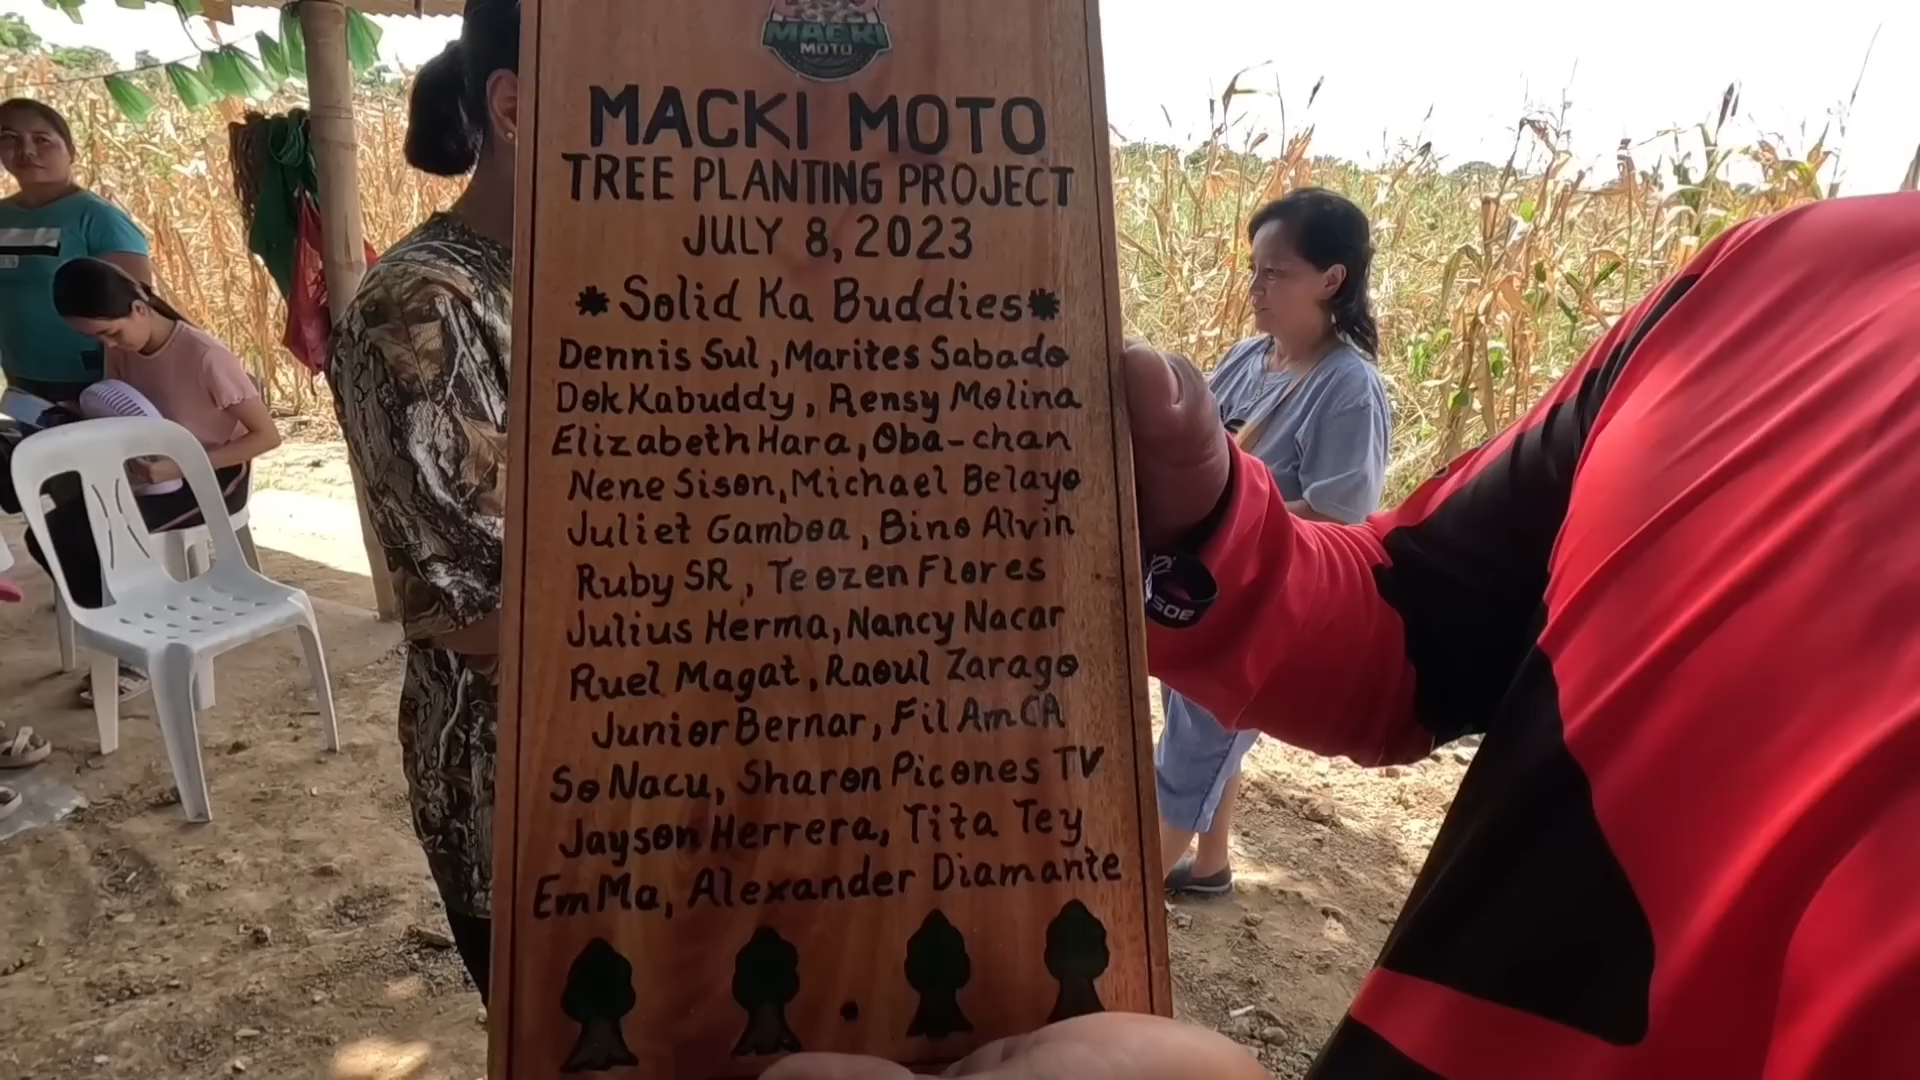 MACKI
MOTO
MACKI MOTO
TREE PLANTING PROJECT
JULY 8, 2023
*Solid Ka Buddies*
Dennis Sul, Marites Sabado
Dok Kabuddy, Rensy Molina
Elizabeth Hara, Oba-chan
Nene Sison, Michael Belayo
Juliet Gamboa, Bino Alvin
Ruby SR, Teozen Flores
Julius Herma, Nancy Nacar
Ruel Magat, Raoul Zarago
Junior Bernar, Fil Am CA
So Nacu, Sharon Picones TV
Jayson Herrera, Tita Tey
EmMa, Alexander Diamante